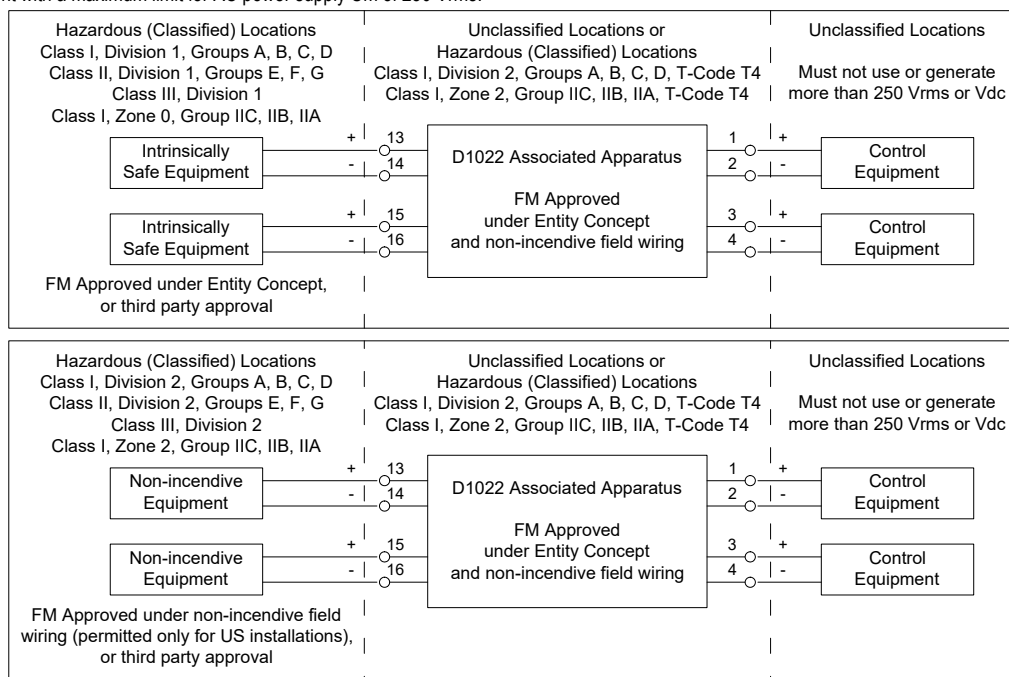 Hazardous (Classified) Locations
Class I, Division 1, Groups A, B, C, D
Class II, Division 1, Groups E, F, G
Class III, Division 1
Class I, Zone 0, Group IIC, IIB, IIA
Unclassified Locations or
Hazardous (Classified) Locations
Class I, Division 2, Groups A, B, C, D, T-Code T4
Class I, Zone 2, Group IIC, IIB, IIA, T-Code T4
Unclassified Locations
Must not use or generate
more than 250 Vrms or Vdc
Intrinsically
Safe Equipment
+
-
13
14
Intrinsically
Safe Equipment
+
-
15
16
FM Approved under Entity Concept,
or third party approval
D1022 Associated Apparatus
FM Approved
under Entity Concept
and non-incendive field wiring
1
2
+
-
Control
Equipment
3
4
+
-
Control
Equipment
Hazardous (Classified) Locations
Class I, Division 2, Groups A, B, C, D
Class II, Division 2, Groups E, F, G
Class III, Division 2
Class I, Zone 2, Group IIC, IIB, IIA
Unclassified Locations or
Hazardous (Classified) Locations
Class I, Division 2, Groups A, B, C, D, T-Code T4
Class I, Zone 2, Group IIC, IIB, IIA, T-Code T4
Unclassified Locations
Must not use or generate
more than 250 Vrms or Vdc
Non-incendive
Equipment
+
-
13
14
Non-incendive
Equipment
+
-
15
16
FM Approved under non-incendive field
wiring (permitted only for US installations),
or third party approval
D1022 Associated Apparatus
FM Approved
under Entity Concept
and non-incendive field wiring
1
2
+
-
Control
Equipment
3
4
+
-
Control
Equipment